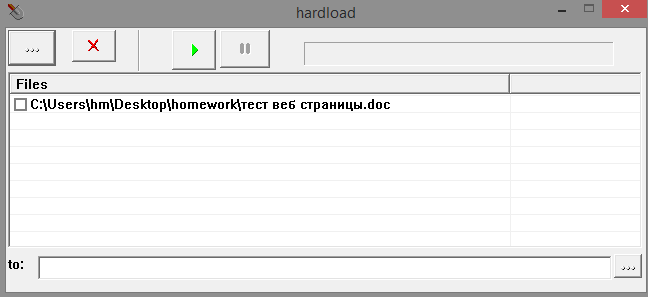 hardload
...
Files
C:\Users\hm\Desktop\homework\тест веб страницы.doc
to:
...